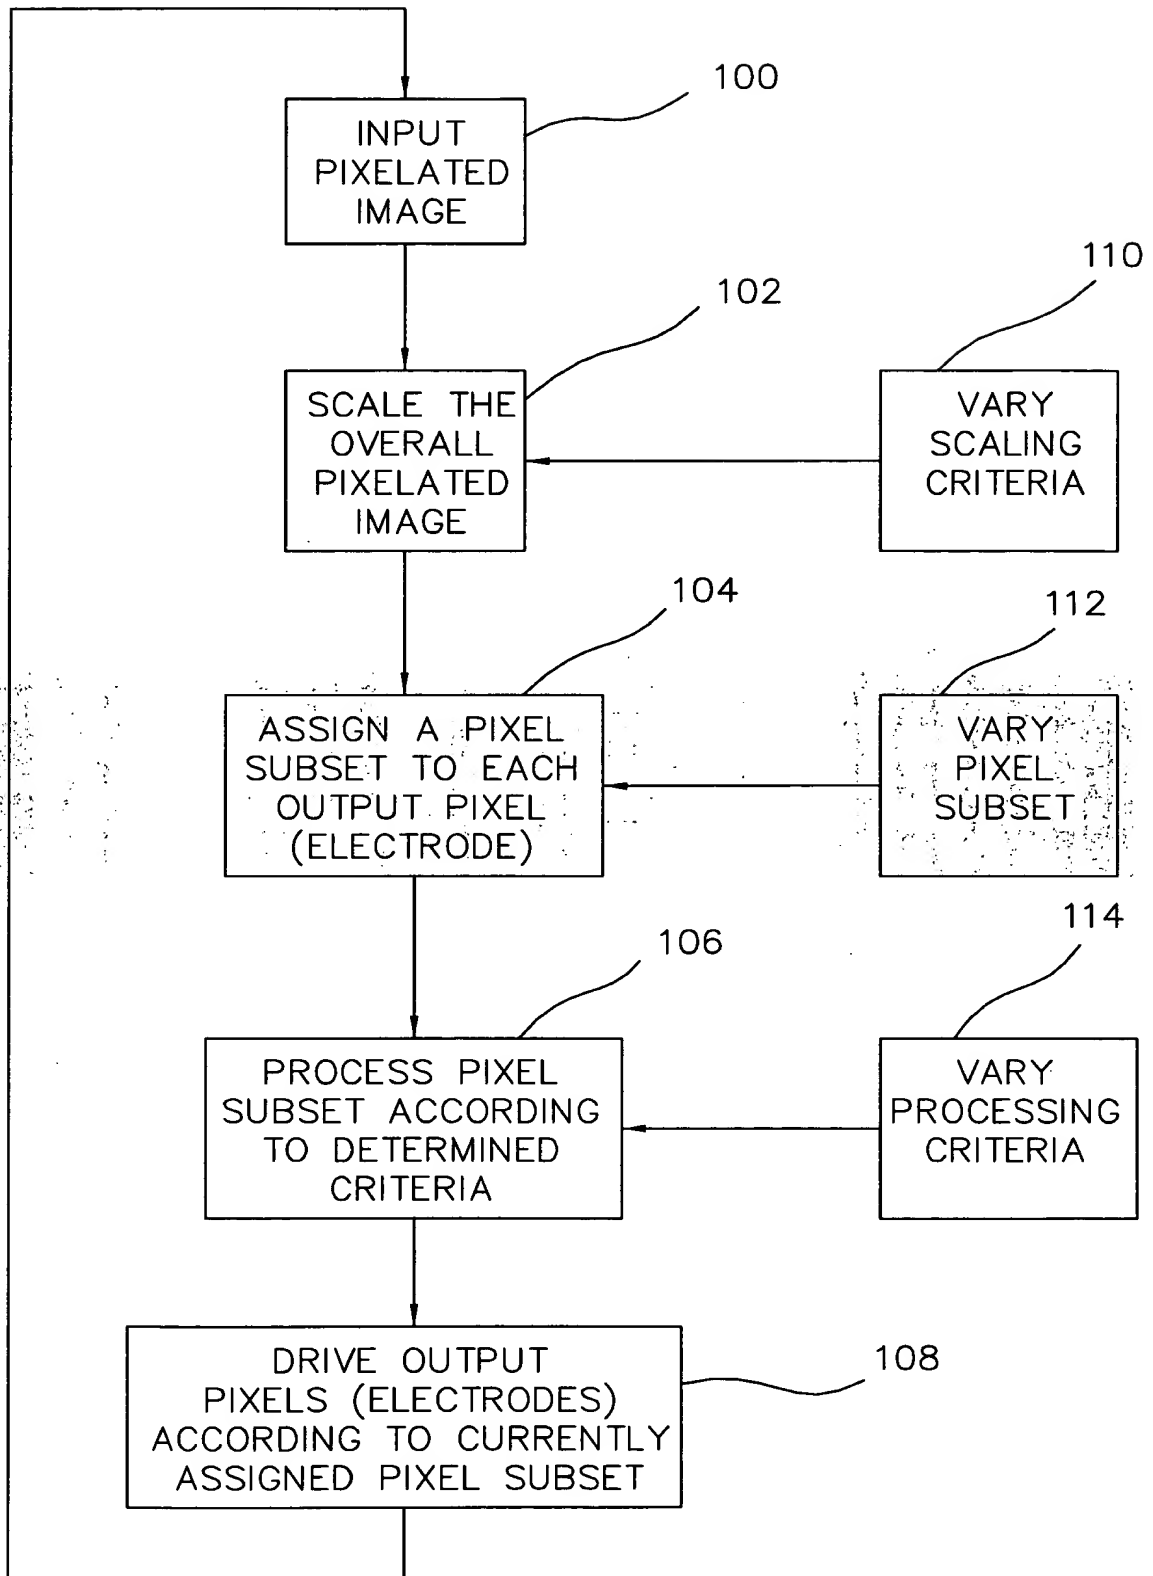 100
INPUT
PIXELATED
IMAGE
102
SCALE THE
OVERALL
PIXELATED
IMAGE
110
VARY
SCALING
CRITERIA
104
ASSIGN A PIXEL
SUBSET TO EACH
OUTPUT PIXEL
(ELECTRODE)
112
VARY
PIXEL
SUBSET
106
PROCESS PIXEL
SUBSET ACCORDING
TO DETERMINED
CRITERIA
114
VARY
PROCESSING
CRITERIA
108
DRIVE OUTPUT
PIXELS (ELECTRODES)
ACCORDING TO CURRENTLY
ASSIGNED PIXEL SUBSET